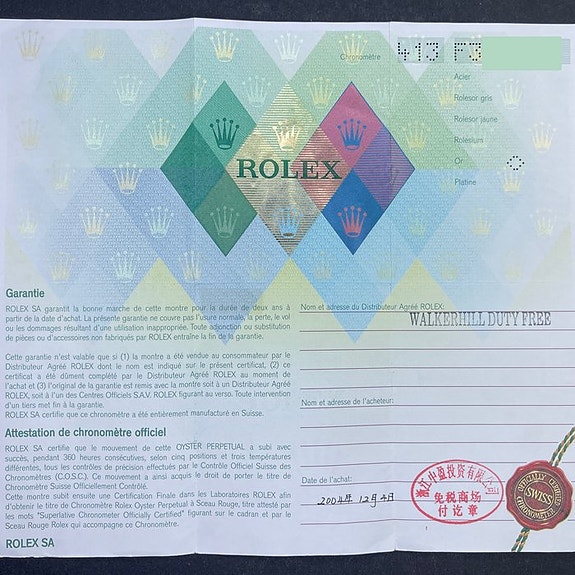 Chronomètre 413 F3
Acier
Rolesor gris
Rolesor jaune
Rolesium
Or
Platine
ROLEX
Garantie
ROLEX SA garantit la bonne marche de cette montre pour la durée de deux ans à
partir de la date d'achat. La présente garantie ne couvre pas l'usure normale, la perte, le vol
ou les dommages résultant d'une utilisation inappropriée. Toute adjonction ou substitution
de pièces ou d'accessoires non fabriqués par ROLEX entraîne la fin de la garantie.
Cette garantie n'est valable que si (1) la montre a été vendue au consommateur par le
Distributeur Agréé ROLEX dont le nom est indiqué sur le présent certificat, (2) ce
certificat a été dûment complété par le Distributeur Agréé ROLEX au moment de
l'achat et (3) l'original de la garantie est remis avec la montre soit à un Distributeur Agréé
ROLEX, soit à l'un des Centres Officiels S.A.V. ROLEX figurant au verso. Toute intervention
d'un tiers met fin à la garantie.
ROLEX SA certifie que ce chronomètre a été entièrement manufacturé en Suisse.
Attestation de chronomètre officiel
ROLEX SA certifie que le mouvement de cette OYSTER PERPETUAL a subi avec
succès, pendant 360 heures consécutives, selon cinq positions et trois températures
différentes, tous les contrôles de précision effectués par le Contrôle Officiel Suisse des
Chronomètres (C.O.S.C.). Ce mouvement a ainsi acquis le droit de porter le titre de
Chronomètre Suisse Officiellement Contrôlé.
Cette montre subit ensuite une Certification Finale dans les Laboratoires ROLEX afin
d'obtenir le titre de Chronomètre Rolex Oyster Perpetual à Sceau Rouge, titre attesté par
les mots "Superlative Chronometer Officially Certified" figurant sur le cadran et par le
Sceau Rouge Rolex qui accompagne ce Chronomètre.
ROLEX SA
Nom et adresse du Distributeur Agréé ROLEX:
WALKERHILL DUTY FREE
Nom et adresse de l'acheteur:
Date de l'achat:
2004年 12月4日
浙江中盈投资有限公司
免税商场
付讫章
OFFICIALLY CERTIFIED
SWISS
CHRONOMETER